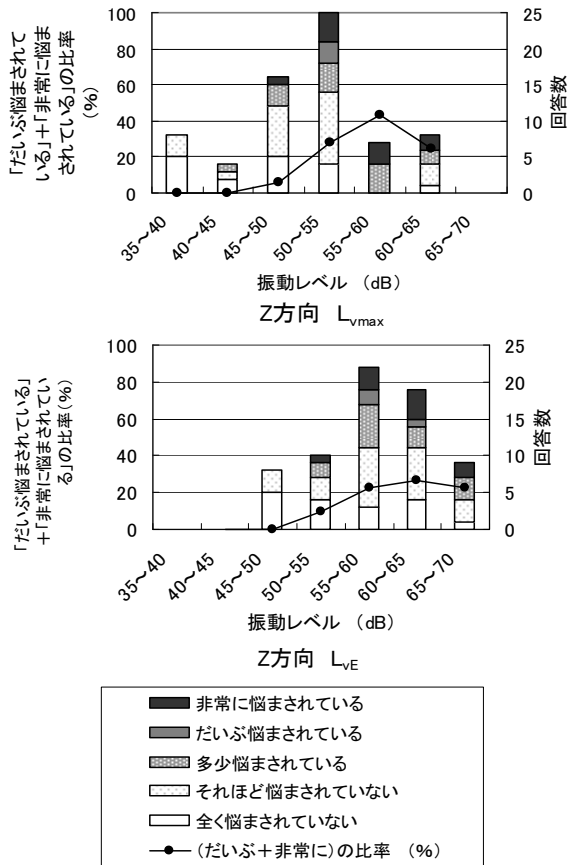 「だいぶ悩まされて
いる」+「非常に悩ま
されている」の比率
(%)
100
80
60
40
20
0
25
20
15
10
5
0
回答数
35～40
40～45
45～50
50～55
55～60
60～65
65～70
振動レベル (dB)
Z方向 Lvmax
「だいぶ悩まされている」
+「非常に悩まされてい
る」の比率(%)
100
80
60
40
20
0
25
20
15
10
5
0
回答数
35～40
40～45
45～50
50～55
55～60
60～65
65～70
振動レベル (dB)
Z方向 LvE
非常に悩まされている
だいぶ悩まされている
多少悩まされている
それほど悩まされていない
全く悩まされていない
(だいぶ+非常に)の比率 (%)